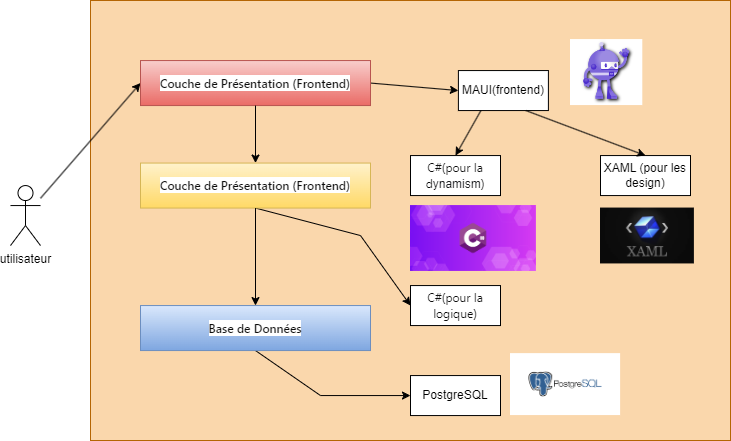 Couche de Présentation (Frontend)
MAUI(frontend)
Couche de Présentation (Frontend)
C#(pour la
dynamism)
XAML (pour les
design)
C
XAML
utilisateur
C#(pour la
logique)
Base de Données
PostgreSQL
PostgreSQL